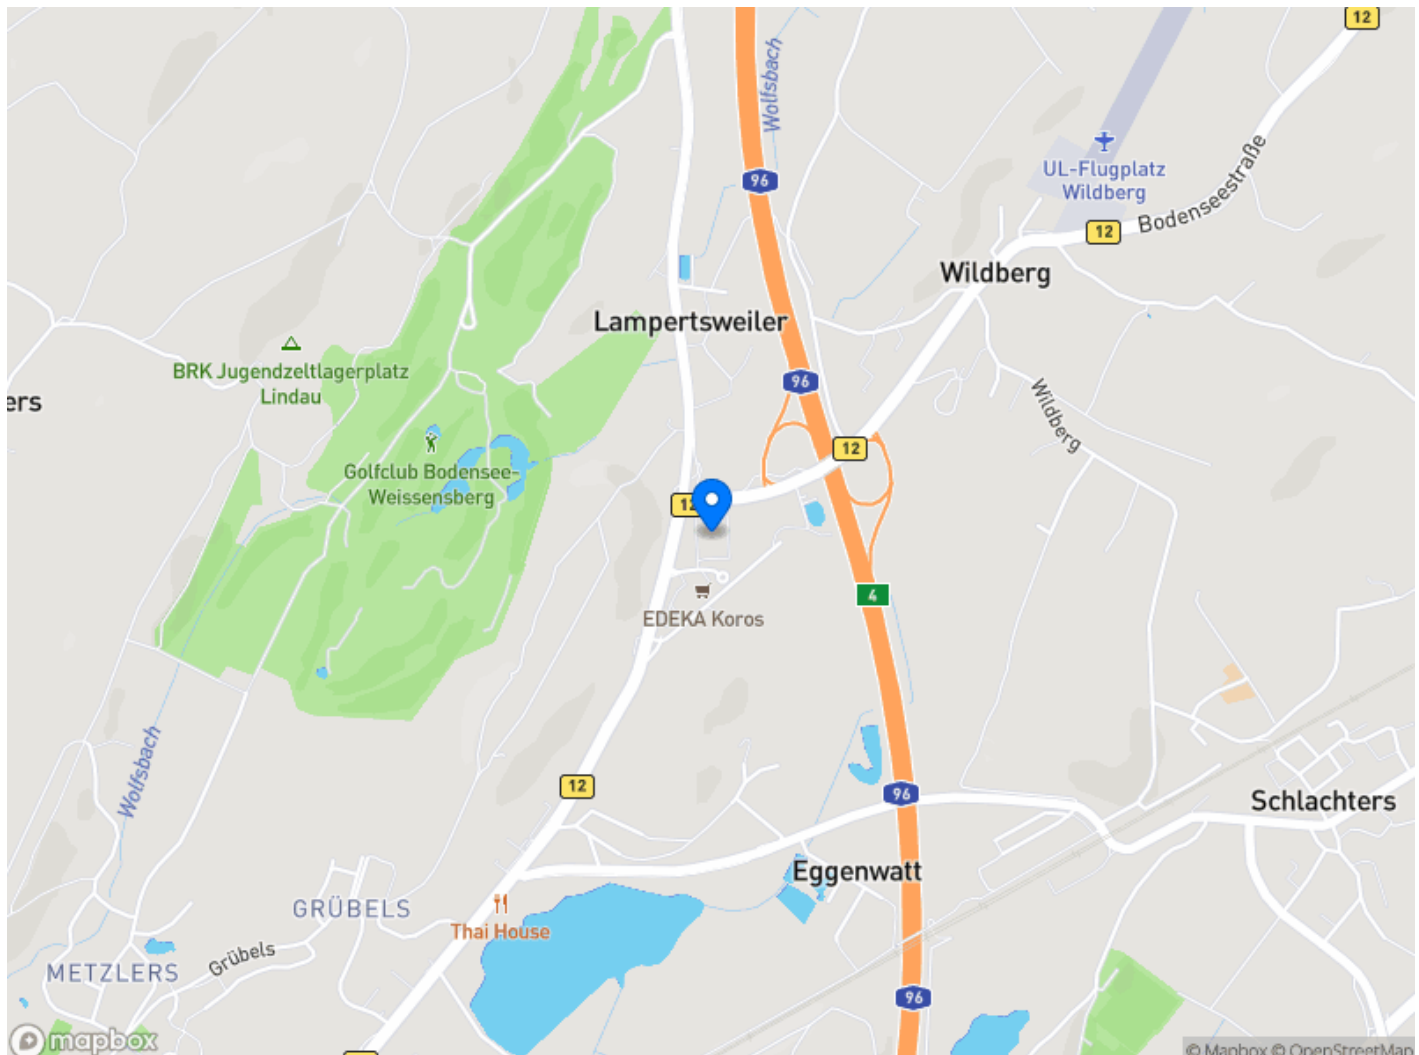 12
Wolfsbach
96
UL-Flugplatz
Wildberg
Bodenseestraße
12
Wildberg
Lampertsweiler
BRK Jugendzeltlagerplatz
Lindau
96
ers
Wildberg
12
Golfclub Bodensee-
Weissensberg
12
4
EDEKA Koros
Wolfsbach
12
96
Schlachters
Eggenwatt
GRÜBELS
Thai House
Grübels
METZLERS
96
mapbox
© Mapbox © OpenStreetMap